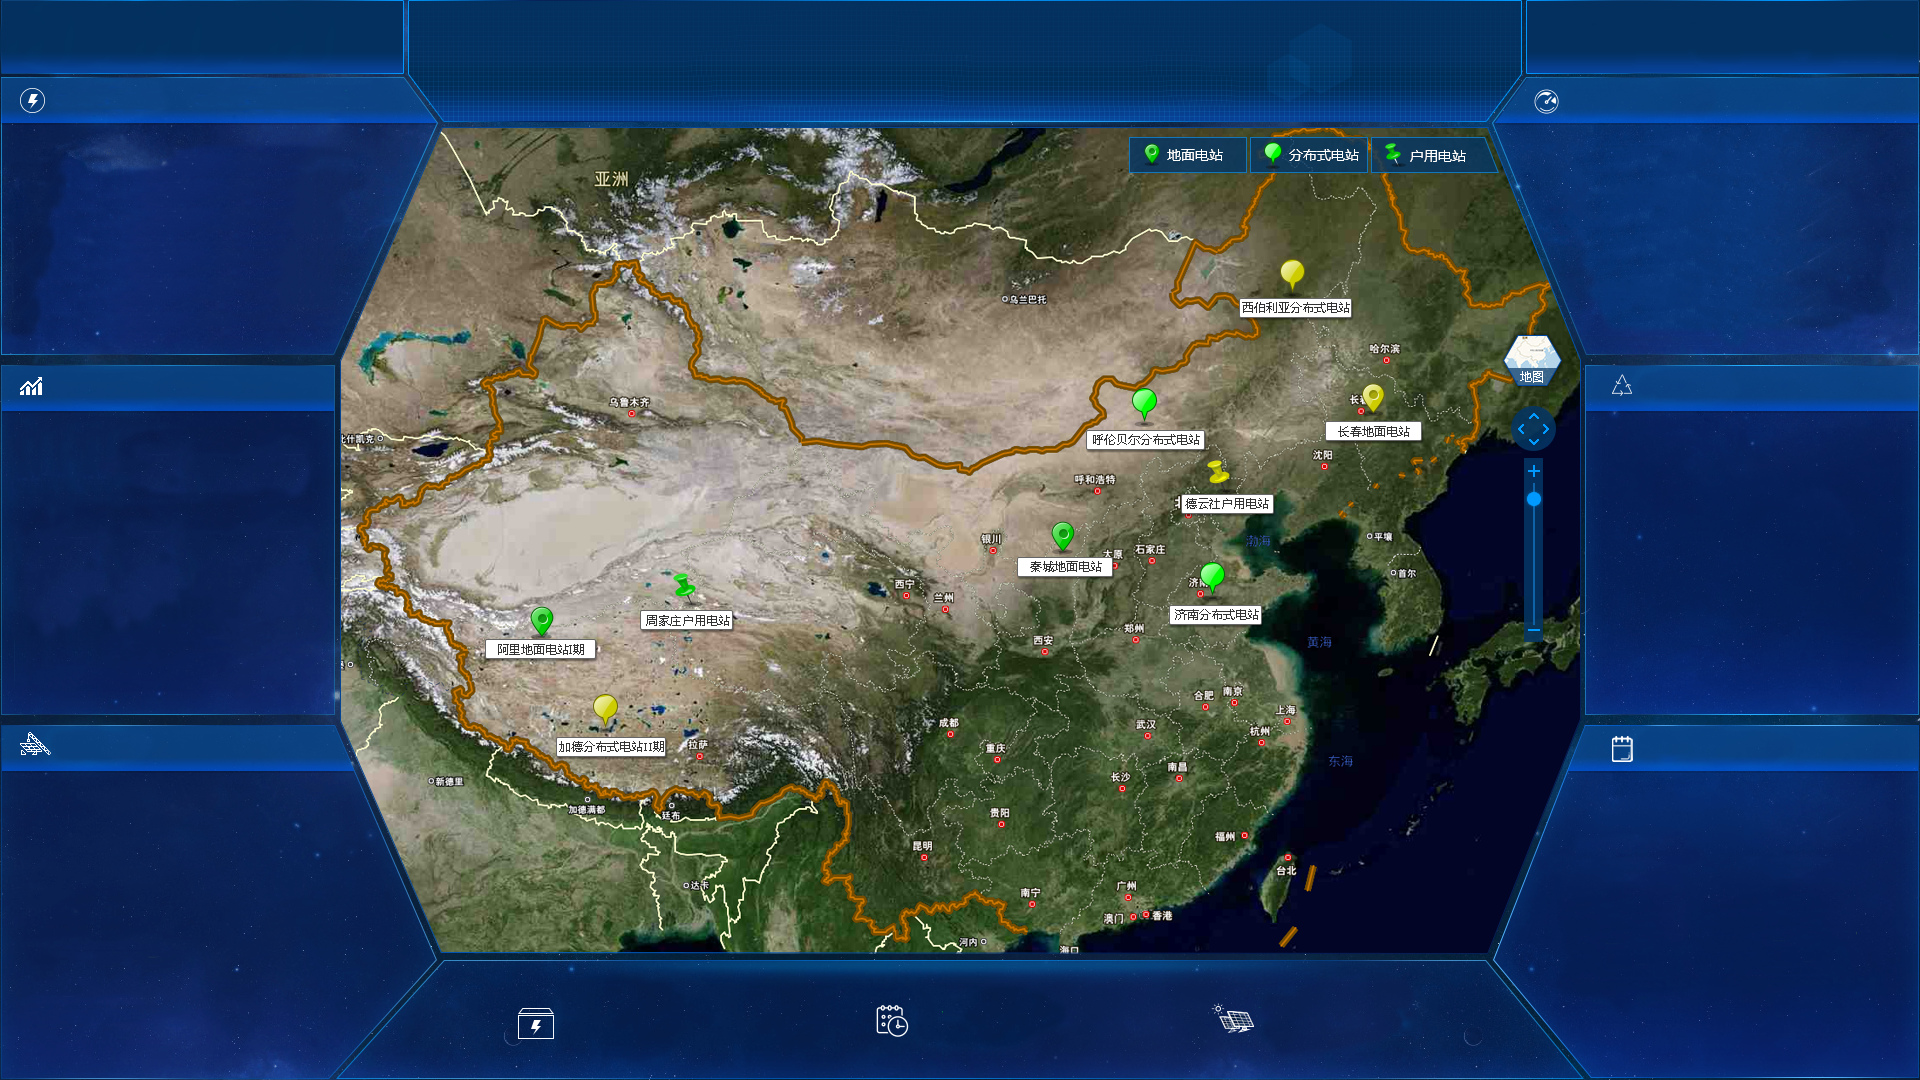 地面电站
分布式电站
户用电站
亚洲
乌兰巴托
西伯利亚分布式电站
哈尔滨
地图
乌鲁木齐
比什凯克
呼伦贝尔分布式电站
长春地面电站
沈阳
呼和浩特
德云社户用电站
银川
秦城地面电站
太原
石家庄
渤海
平壤
首尔
西宁
兰州
济南
济南分布式电站
周家庄户用电站
阿里地面电站I期
郑州
西安
黄海
合肥
南京
上海
加德分布式电站II期
拉萨
成都
武汉
杭州
重庆
东海
新德里
长沙
南昌
加德满都
廷布
贵阳
福州
昆明
台北
达卡
南宁
广州
澳门
香港
河内
海口